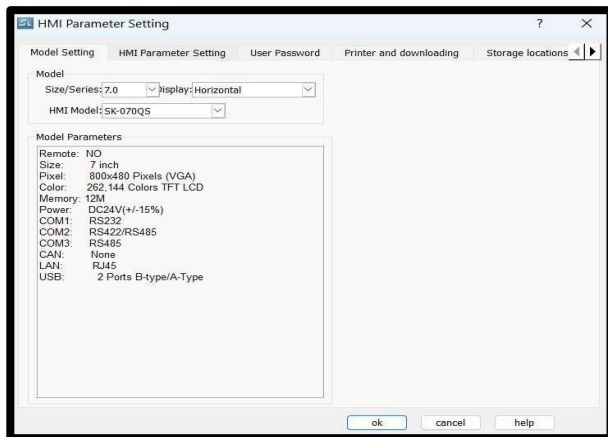 SL HMI Parameter Setting ? ×
Model Setting HMI Parameter Setting User Password Printer and downloading Storage locations
Model
Size/Series: 7.0 Display: Horizontal
HMI Model: SK-070QS
Model Parameters
Remote: NO
Size: 7 inch
Pixel: 800x480 Pixels (VGA)
Color: 262,144 Colors TFT LCD
Memory: 12M
Power: DC24V(+/-15%)
COM1: RS232
COM2: RS422/RS485
COM3: RS485
CAN: None
LAN: RJ45
USB: 2 Ports B-type/A-Type
ok cancel help